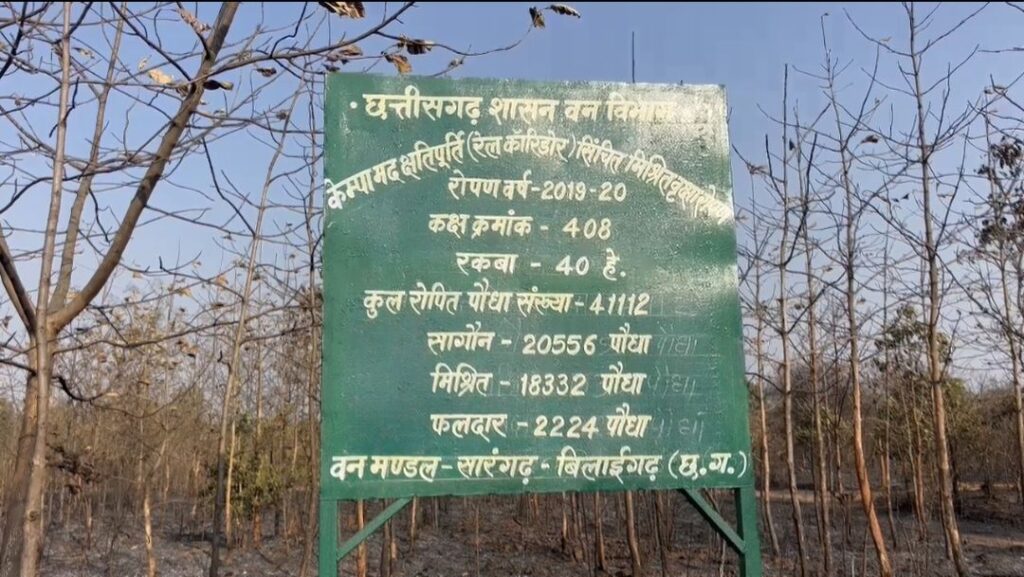 छत्तीसगढ़ शासन वन विभाग
केम्पा मद क्षतिपूर्ति (रेल कॉरिडोर) सिंचित मिश्रित वृक्षारोपण
रोपण वर्ष-2019-20
कक्ष क्रमांक - 408
रकबा - 40 हे.
कुल रोपित पौधा संख्या-41112
सागौन - 20556 पौधा
मिश्रित - 18332 पौधा
फलदार - 2224 पौधा
वन मण्डल - सारंगढ़ - बिलाईगढ़ (छ.ग.)